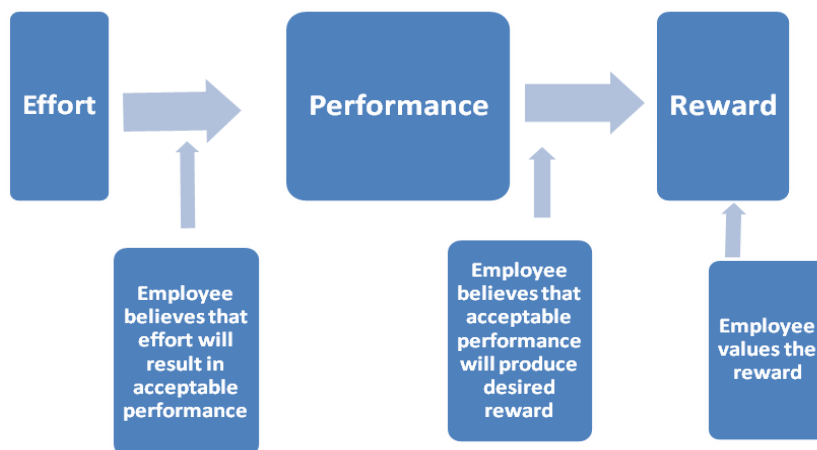 Effort
Performance
Reward
Employee
believes that
effort will
result in
acceptable
performance
Employee
believes that
acceptable
performance
will produce
desired
reward
Employee
values the
reward